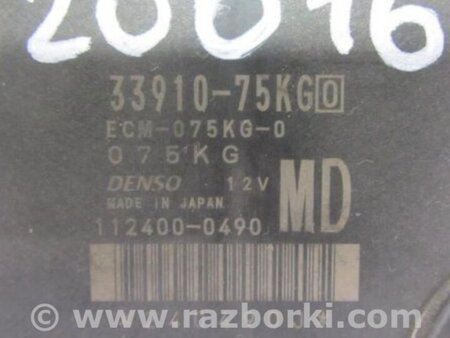 20016
33910-75KG0
ECM-075KG-0
075KG
DENSO 12V MD
MADE IN JAPAN
112400-0490
© www.razborki.com